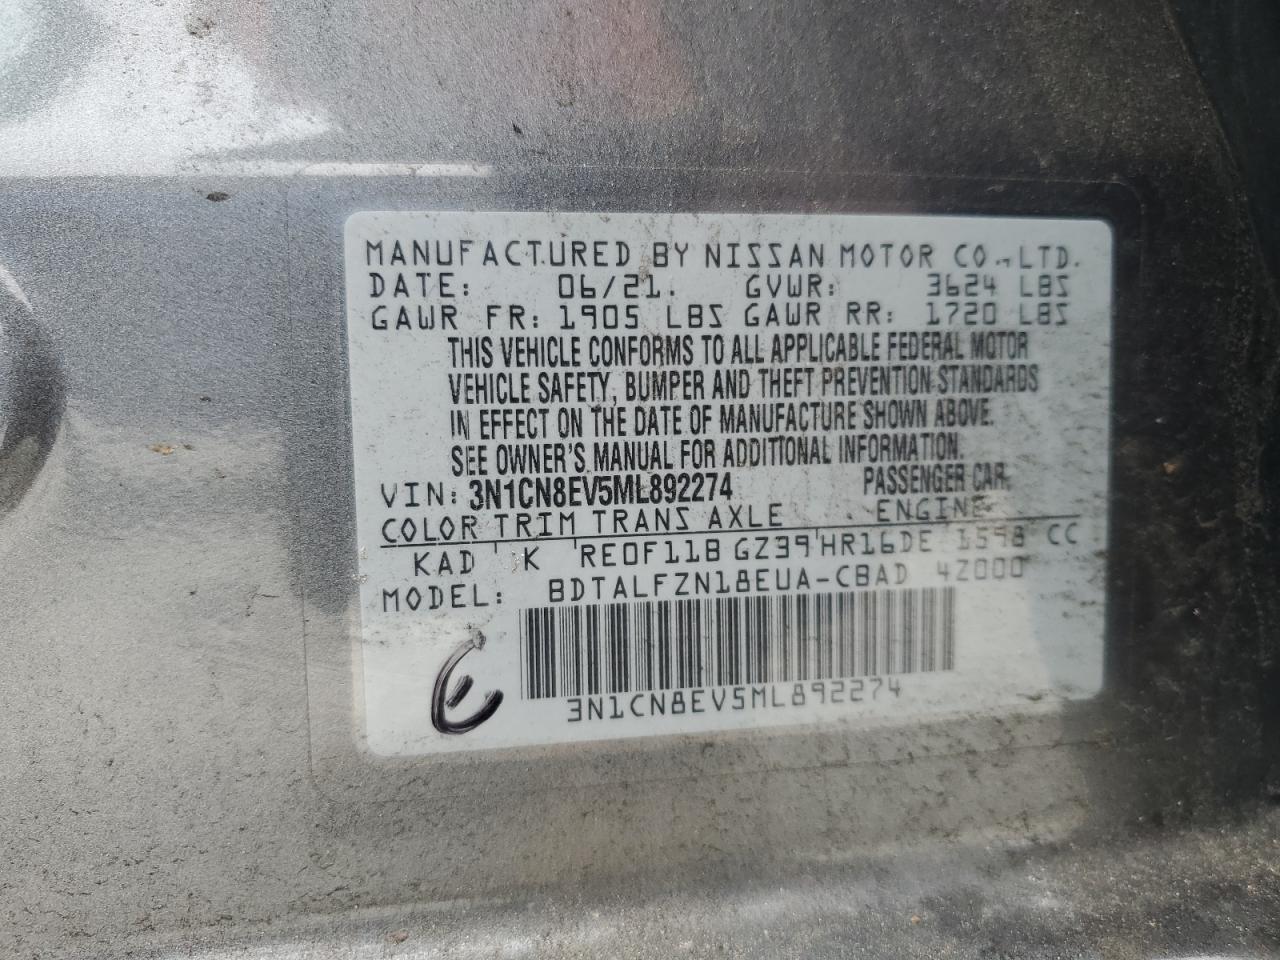 MANUFACTURED BY NISSAN MOTOR CO., LTD.
DATE: 06/21. GVWR: 3624 LBS
GAWR FR: 1905 LBS GAWR RR: 1720 LBS
THIS VEHICLE CONFORMS TO ALL APPLICABLE FEDERAL MOTOR
VEHICLE SAFETY, BUMPER AND THEFT PREVENTION STANDARDS
IN EFFECT ON THE DATE OF MANUFACTURE SHOWN ABOVE.
SEE OWNER'S MANUAL FOR ADDITIONAL INFORMATION.
VIN: 3N1CN8EV5ML892274 PASSENGER CAR
COLOR TRIM TRANS AXLE ENGINE
KAD K RE0F11B GZ39 HR16DE 1598 CC
MODEL: BDTALFZN18EUA-CBAD 4Z000
3N1CN8EV5ML892274